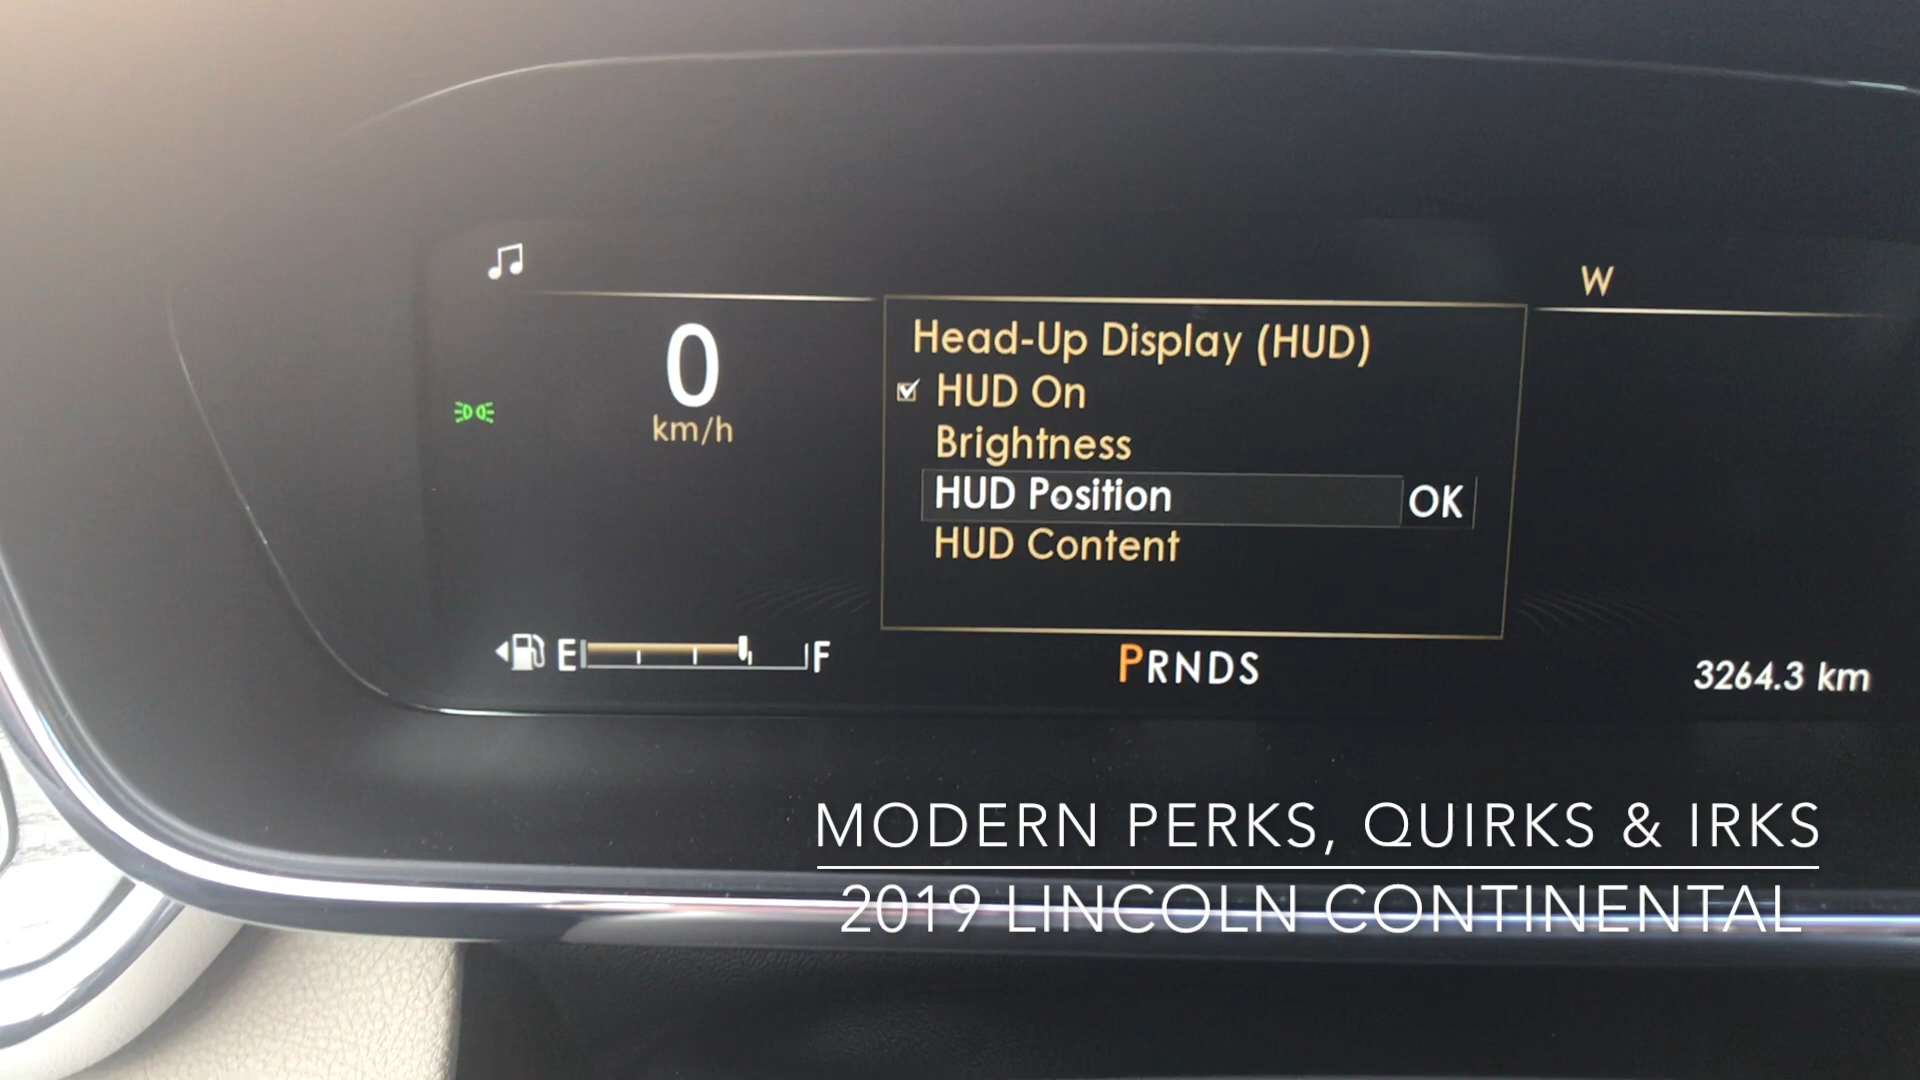 W
0
km/h
Head-Up Display (HUD)
HUD On
Brightness
HUD Position OK
HUD Content
E F
PRNDS
3264.3 km
MODERN PERKS, QUIRKS & IRKS
2019 LINCOLN CONTINENTAL